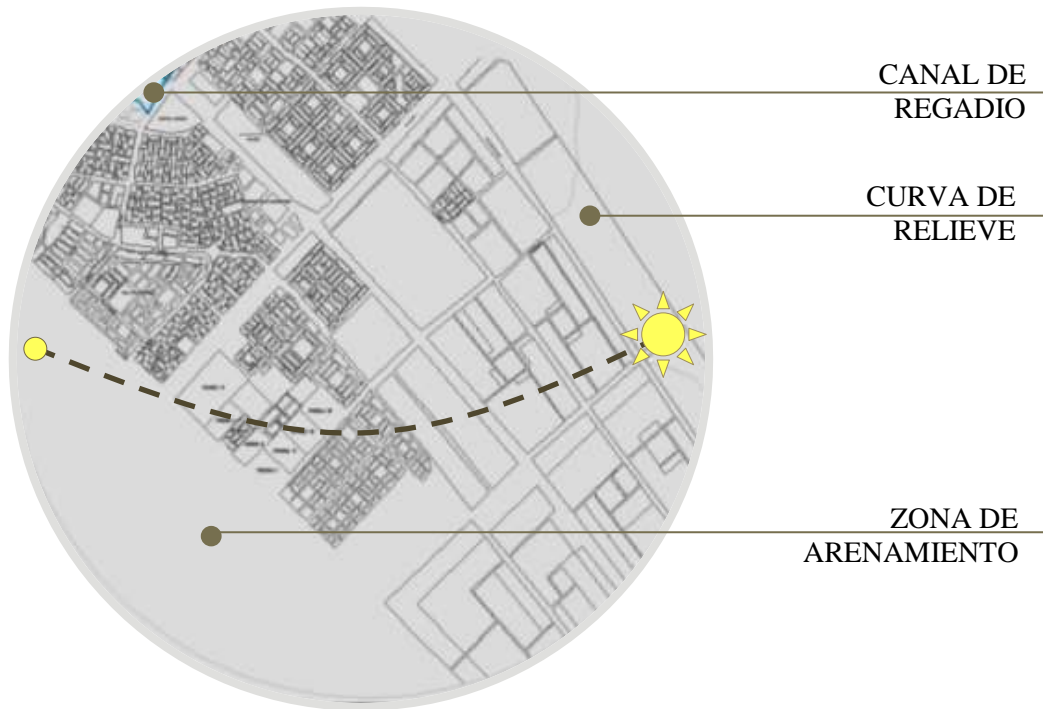 CANAL DE
REGADIO
CURVA DE
RELIEVE
ZONA DE
ARENAMIENTO